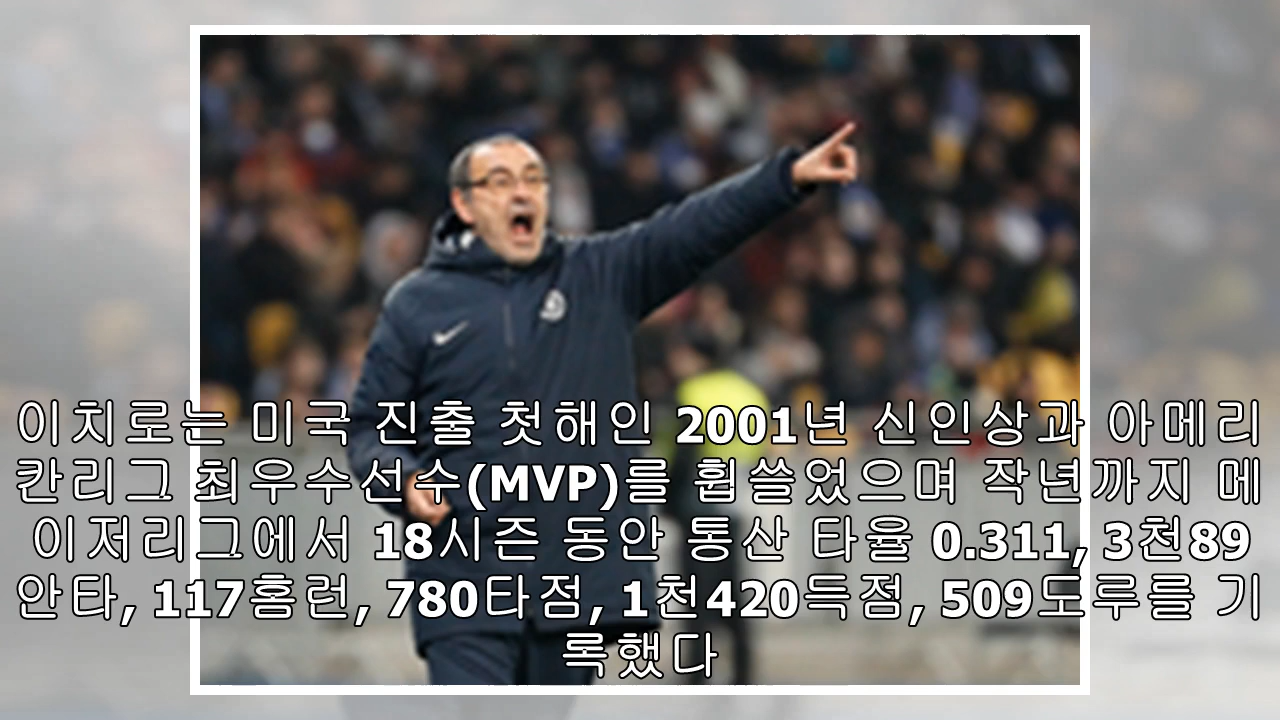 이치로는 미국 진출 첫해인 2001년 신인상과 아메리
칸리그 최우수선수(MVP)를 휩쓸었으며 작년까지 메
이저리그에서 18시즌 동안 통산 타율 0.311, 3천89
안타, 117홈런, 780타점, 1천420득점, 509도루를 기
록했다